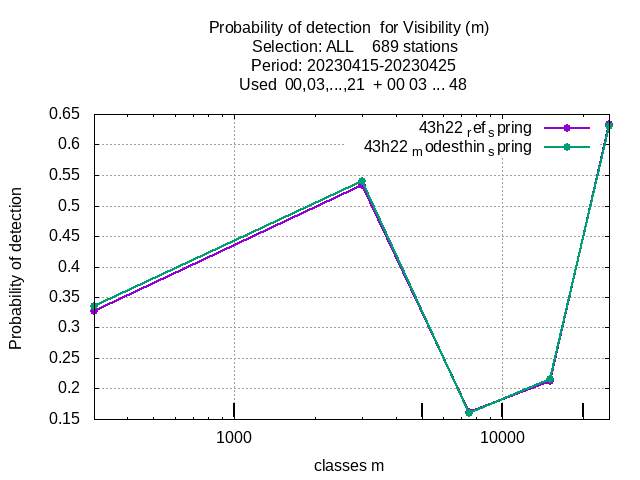 Probability of detection  for Visibility (m)
Selection: ALL    689 stations
Period: 20230415-20230425
Used  00,03,...,21  + 00 03 ... 48
0.65
43h22 ref spring
0.6
43h22 modesthin spring
0.55
0.5
0.45
0.4
0.35
0.3
0.25
0.2
0.15
Probability of detection
1000
10000
classes m